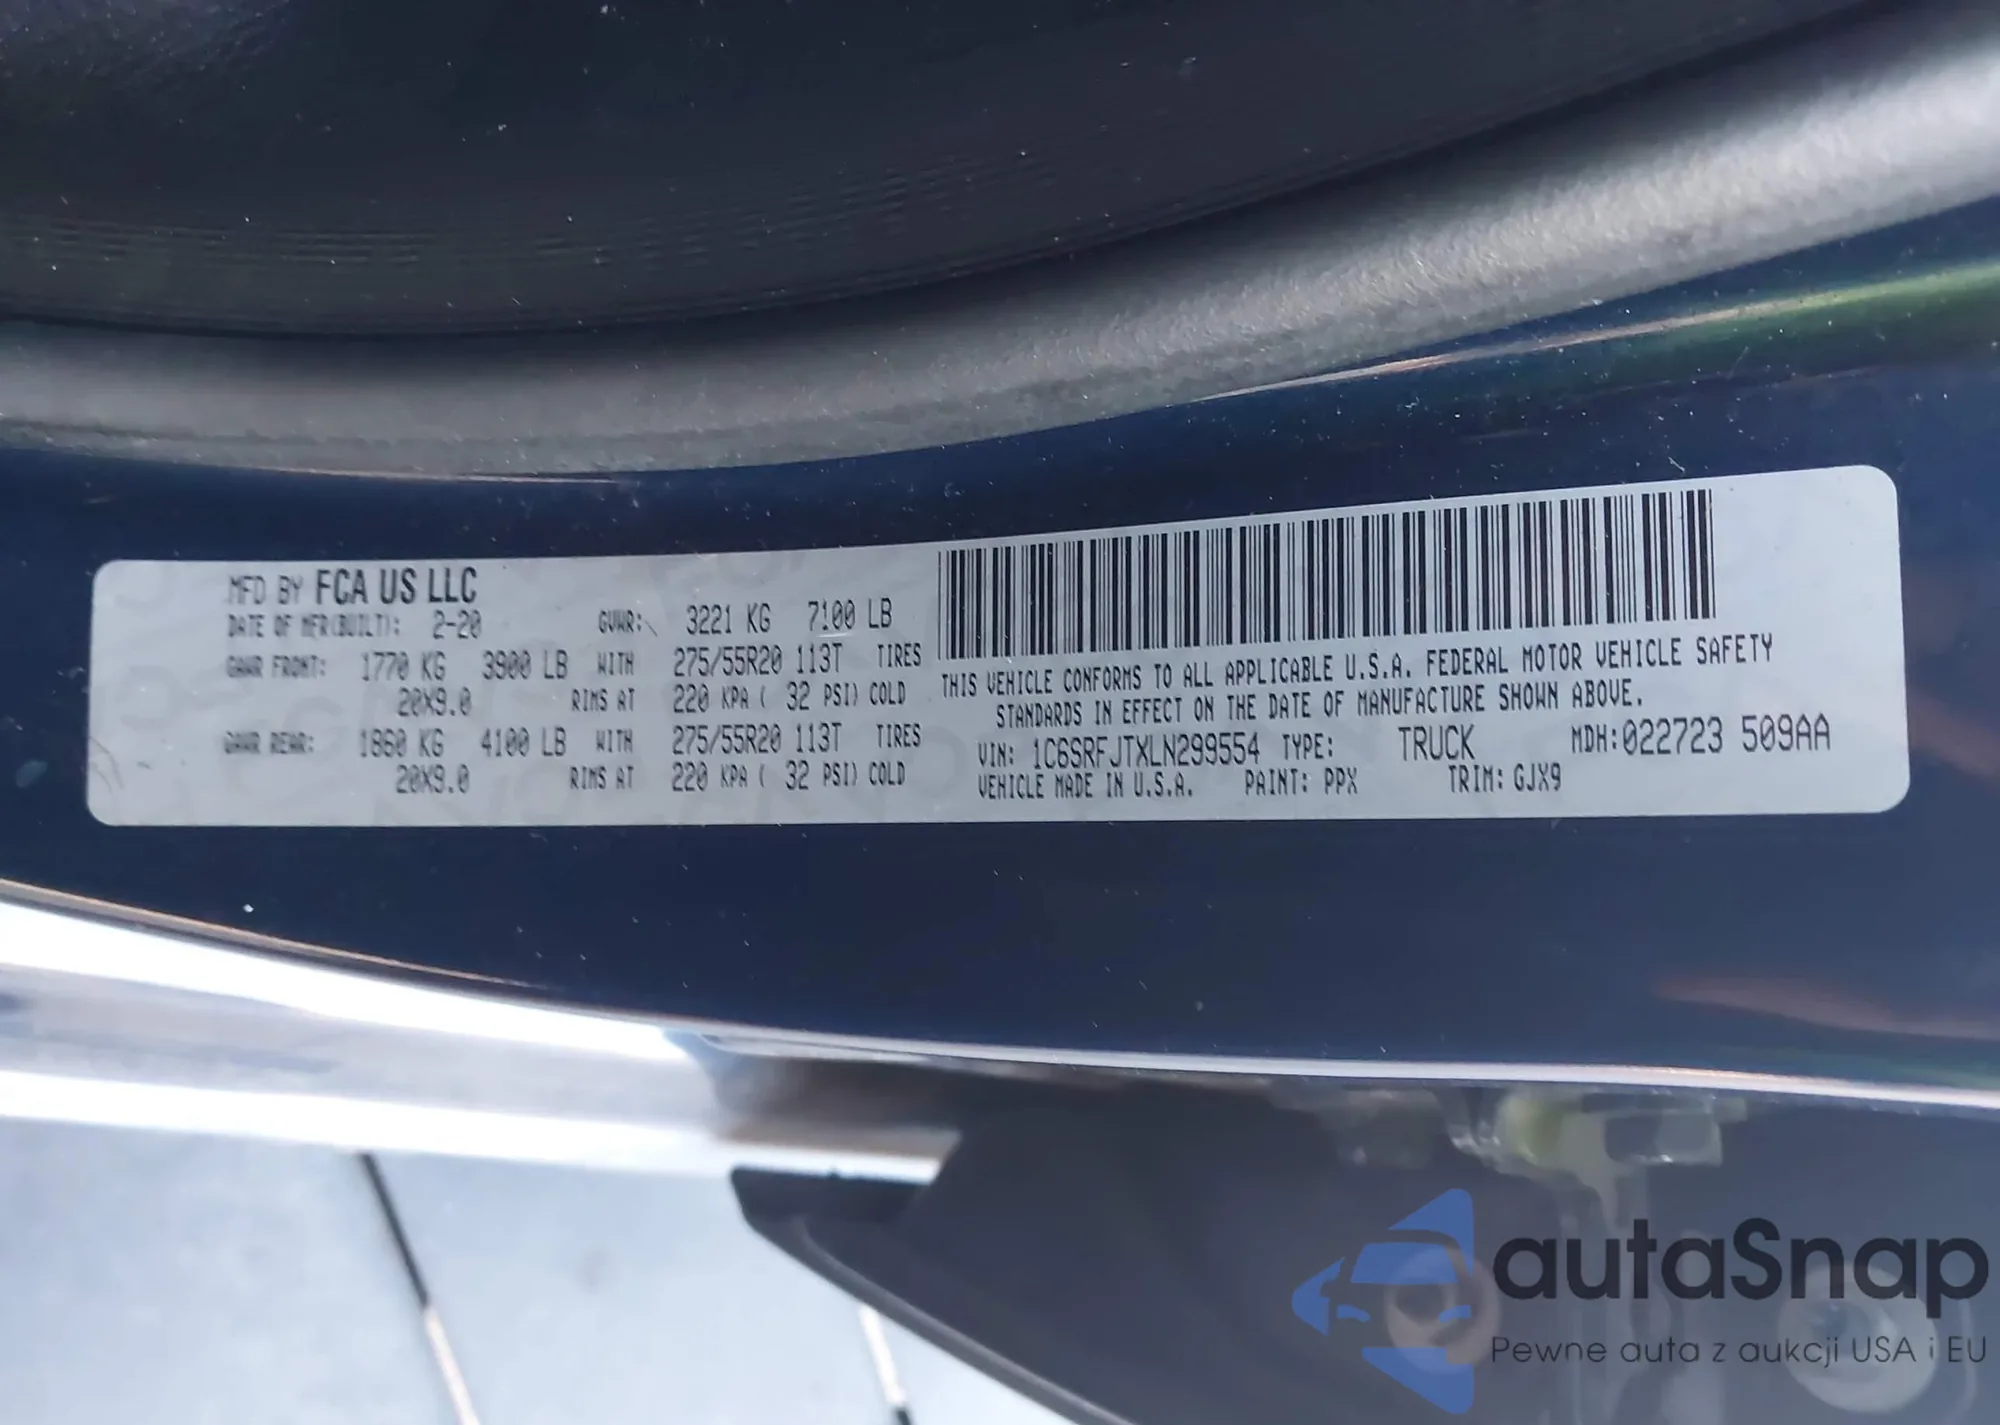 MFD BY FCA US LLC
DATE OF MFR(BUILT): 2-20 GVWR: 3221 KG 7100 LB
GAWR FRONT: 1770 KG 3900 LB WITH 275/55R20 113T TIRES
20X9.0 RIMS AT 220 KPA ( 32 PSI) COLD
GAWR REAR: 1860 KG 4100 LB WITH 275/55R20 113T TIRES
20X9.0 RIMS AT 220 KPA ( 32 PSI) COLD
THIS VEHICLE CONFORMS TO ALL APPLICABLE U.S.A. FEDERAL MOTOR VEHICLE SAFETY
STANDARDS IN EFFECT ON THE DATE OF MANUFACTURE SHOWN ABOVE.
VIN: 1C6SRFJTXLN299554 TYPE: TRUCK MDH:022723 509AA
VEHICLE MADE IN U.S.A. PAINT: PPX TRIM: GJX9
autaSnap
Pewne auta z aukcji USA i EU